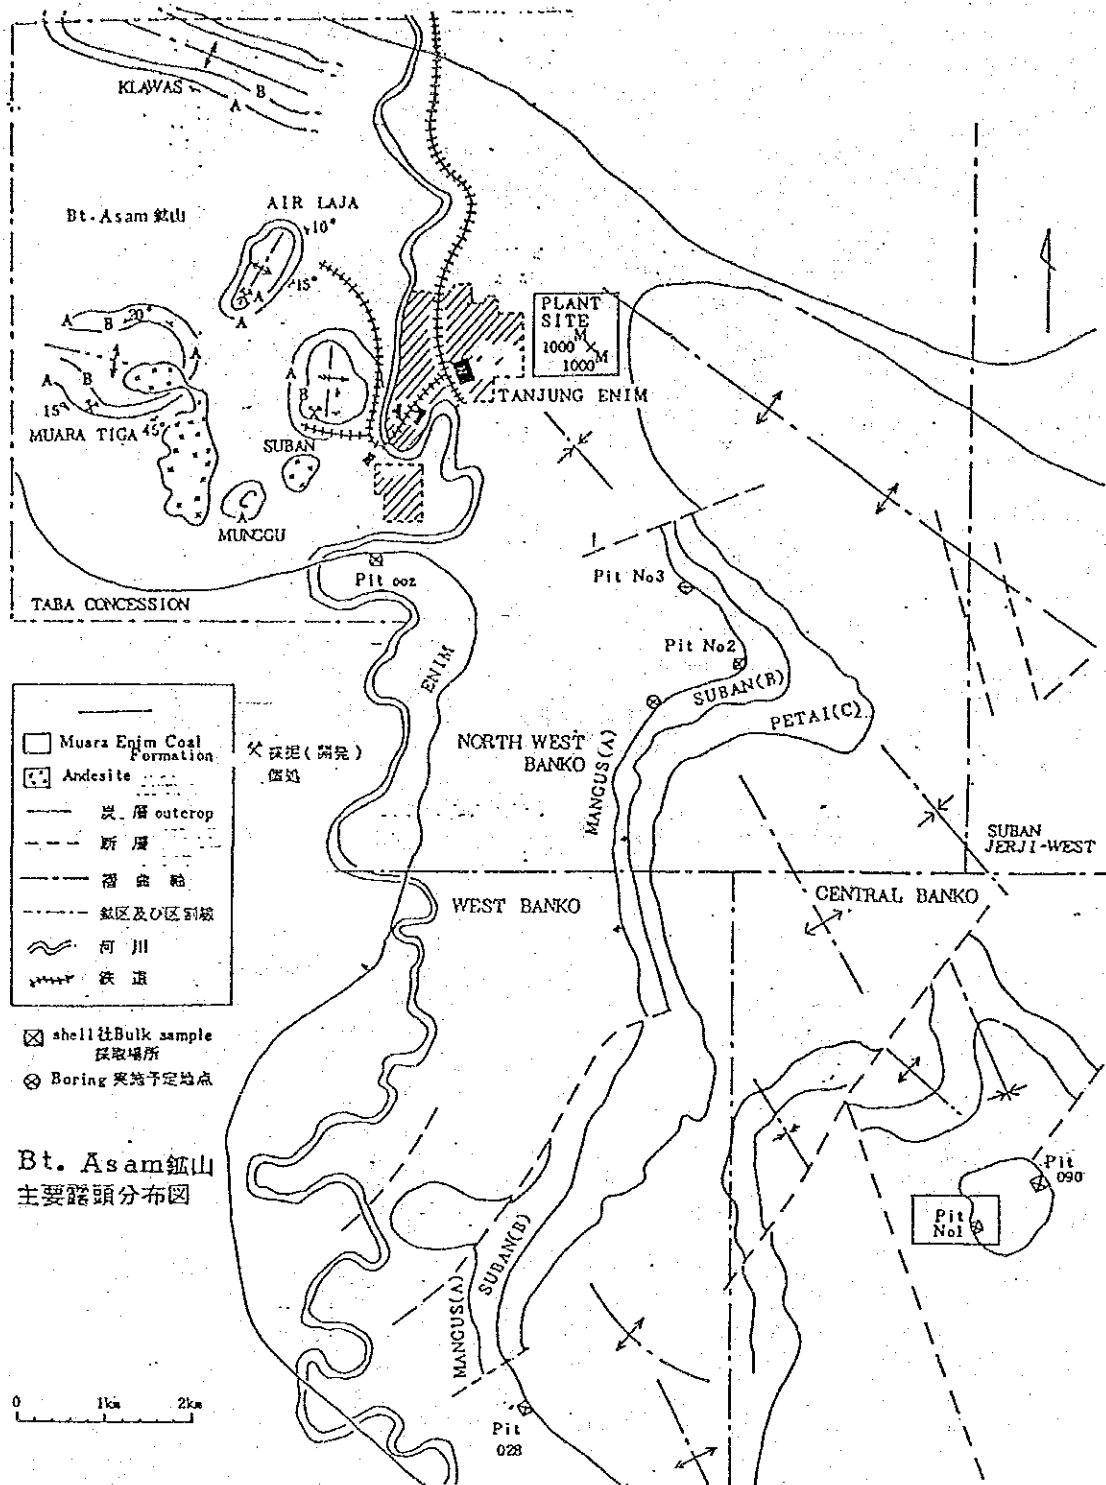 KLAWAS
A
B
A
B
Bt. Asam 鉱山
AIR LAJA
10°
15°
A
A
A
B
20°
A
A
B
15°
45°
MUARA TIGA
A
B
SUBAN
A
MUNGGU
PLANT
SITE
1000M
×
1000M
TANJUNG ENIM
Pit 002
TABA CONCESSION
ENIM
Pit No3
Pit No2
SUBAN(B)
PETAI(C)
NORTH WEST
BANKO
MANGUS(A)
SUBAN
JERJI-WEST
WEST BANKO
CENTRAL BANKO
Muara Enim Coal
Formation
Andesite
炭層 outcrop
断層
褶曲軸
鉱区及び区割線
河川
鉄道
採掘(開発)
個処
shell社Bulk sample
採取場所
Boring 実施予定地点
Bt. Asam鉱山
主要露頭分布図
Pit
090
Pit
No1
SUBAN(B)
MANGUS(A)
Pit
028
0 1km 2km